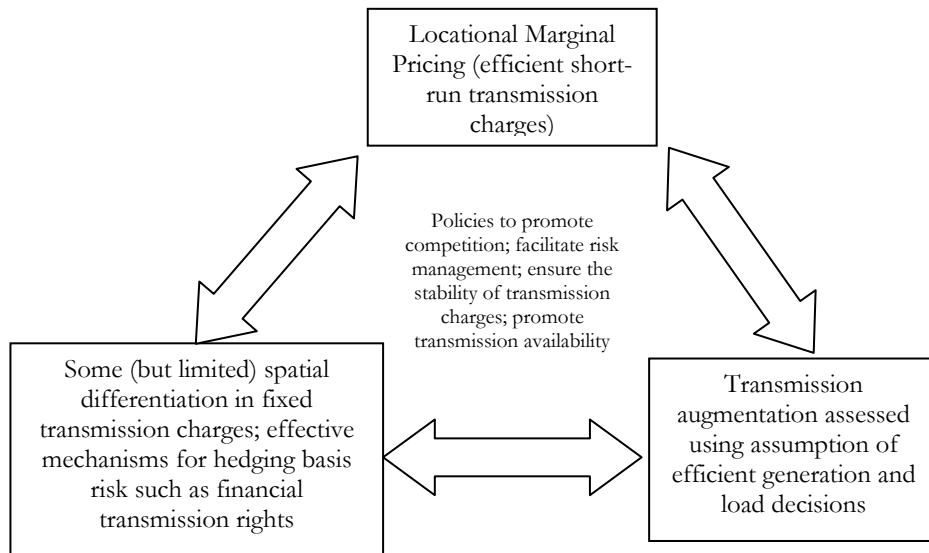 Locational Marginal
Pricing (efficient short-
run transmission
charges)
Policies to promote
competition; facilitate risk
management; ensure the
stability of transmission
charges; promote
transmission availability
Some (but limited) spatial
differentiation in fixed
transmission charges; effective
mechanisms for hedging basis
risk such as financial
transmission rights
Transmission
augmentation assessed
using assumption of
efficient generation and
load decisions